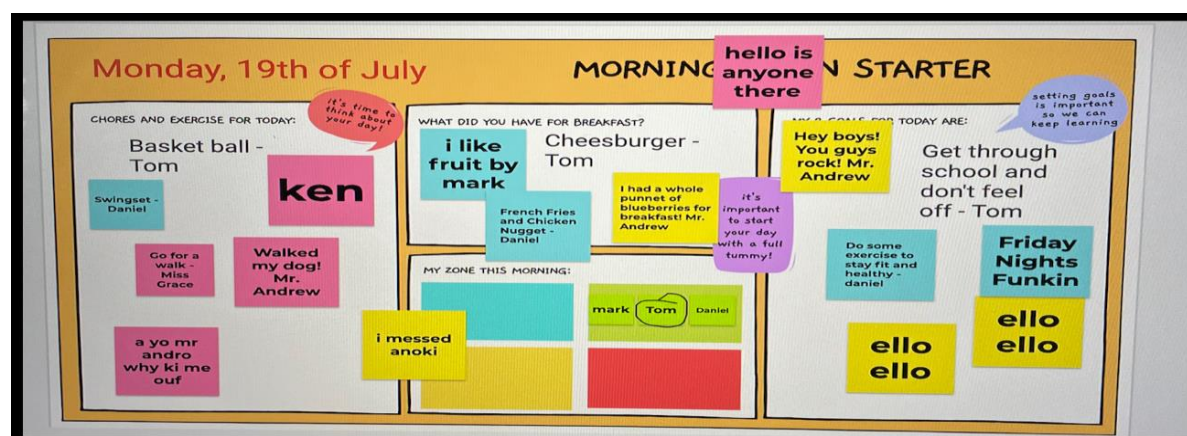 Monday, 19th of July
MORNING
N STARTER
hello is
anyone
there
CHORES AND EXERCISE FOR TODAY:
it's time to
think about
your day!
Basket ball -
Tom
ken
Swingset -
Daniel
Go for a
walk -
Miss
Grace
Walked
my dog!
Mr.
Andrew
a yo mr
andro
why ki me
ouf
WHAT DID YOU HAVE FOR BREAKFAST?
i like
fruit by
mark
Cheesburger -
Tom
French Fries
and Chicken
Nugget -
Daniel
I had a whole
punnet of
blueberries for
breakfast! Mr.
Andrew
it's
important
to start
your day
with a full
tummy!
MY ZONE THIS MORNING:
mark
Tom
Daniel
i messed
anoki
TODAY ARE:
setting goals
is important
so we can
keep learning
Hey boys!
You guys
rock! Mr.
Andrew
Get through
school and
don't feel
off - Tom
Do some
exercise to
stay fit and
healthy -
daniel
Friday
Nights
Funkin
ello
ello
ello
ello